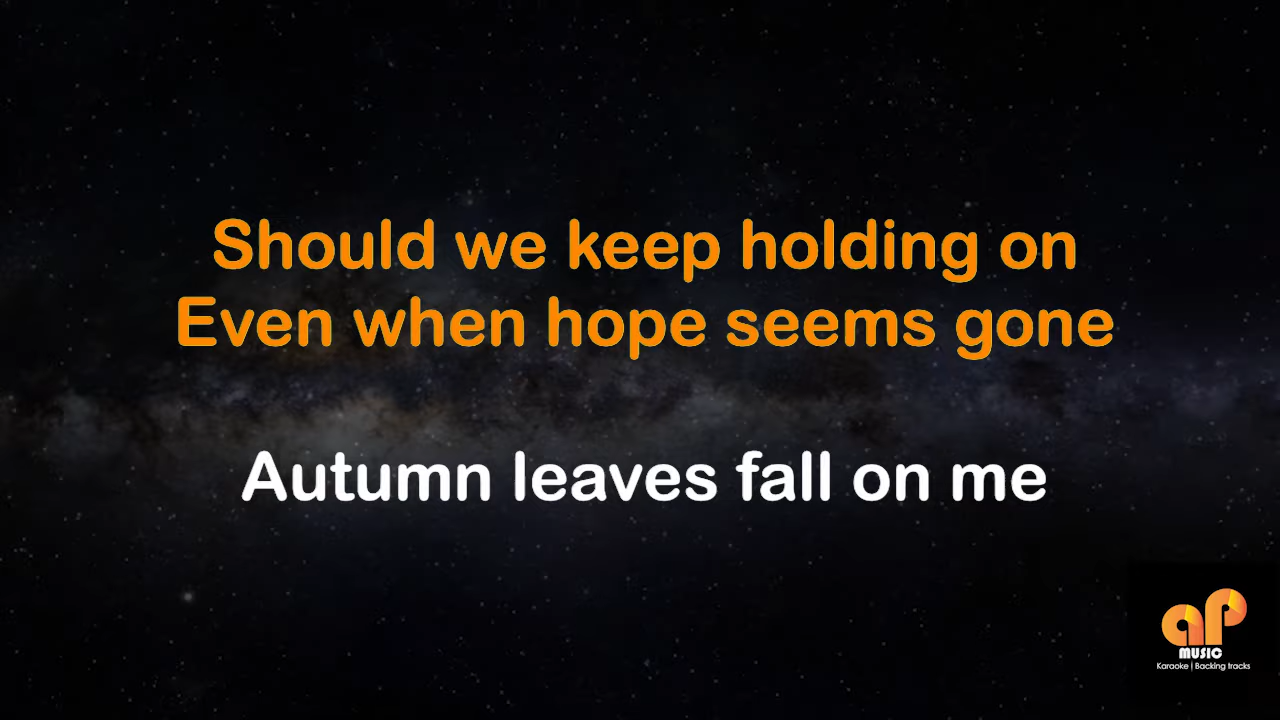 Should we keep holding on
Even when hope seems gone
Autumn leaves fall on me
aP
MUSIC
Karaoke | Backing tracks